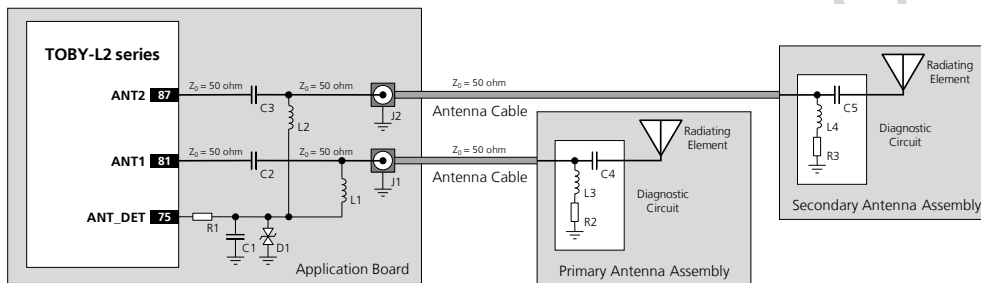 TOBY-L2 series
ANT2 87
Z0 = 50 ohm
C3
Z0 = 50 ohm
J2
L2
ANT1 81
Z0 = 50 ohm
C2
Z0 = 50 ohm
J1
L1
ANT_DET 75
R1
C1
D1
Application Board
Z0 = 50 ohm
Antenna Cable
Z0 = 50 ohm
Antenna Cable
Radiating
Element
C4
L3
R2
Diagnostic
Circuit
Primary Antenna Assembly
Radiating
Element
C5
L4
R3
Diagnostic
Circuit
Secondary Antenna Assembly